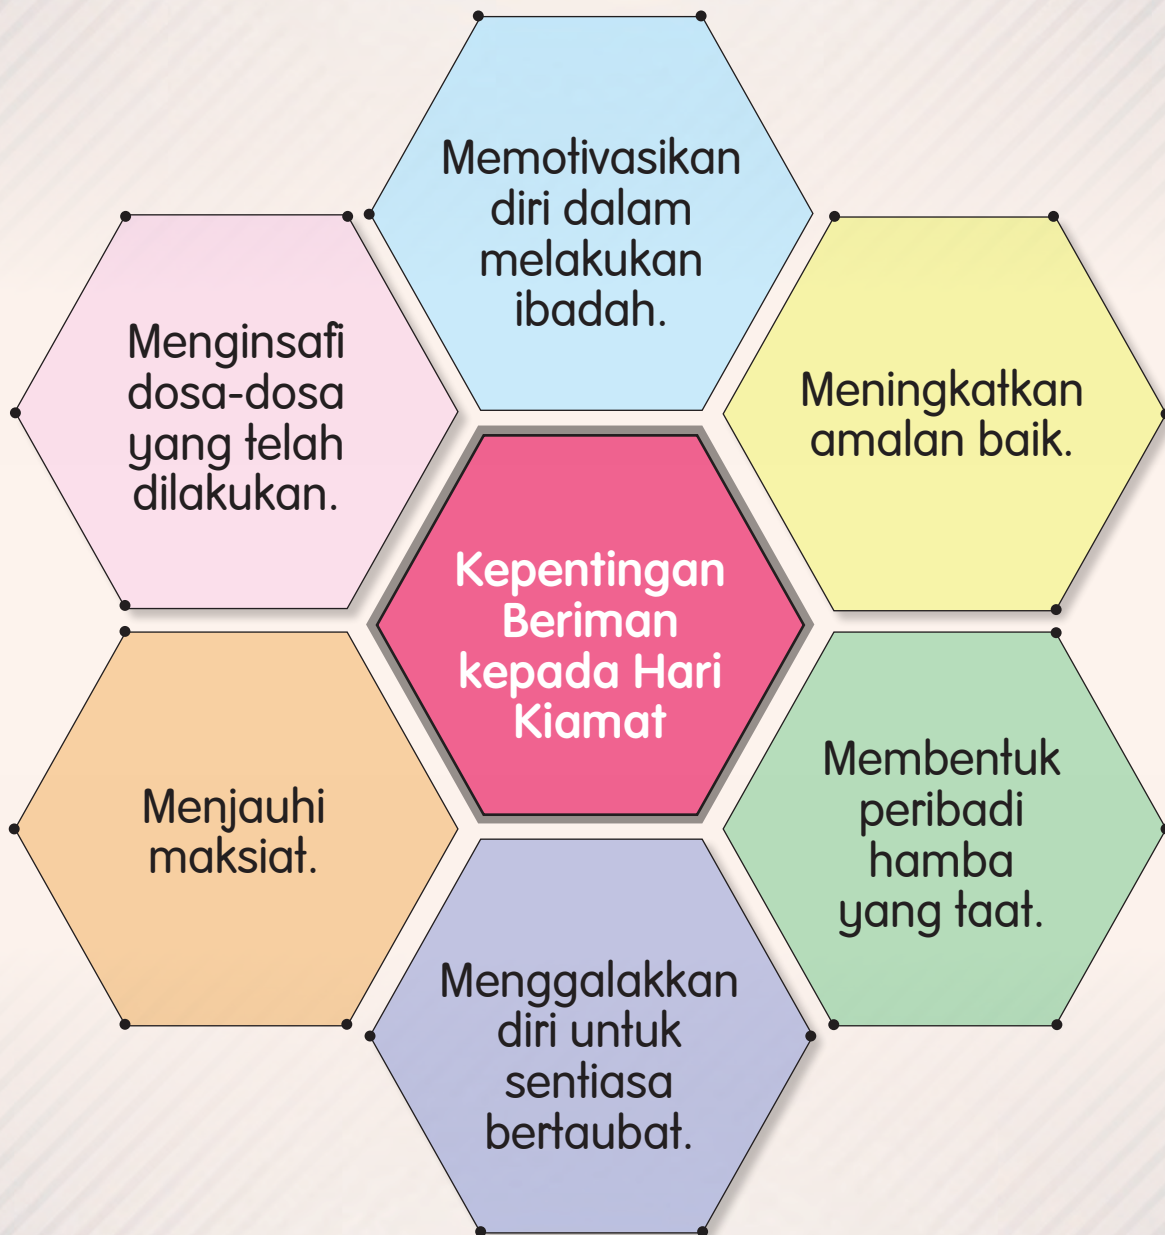 Memotivasikan
diri dalam
melakukan
ibadah.
Menginsafi
dosa-dosa
yang telah
dilakukan.
Meningkatkan
amalan baik.
Kepentingan
Beriman
kepada Hari
Kiamat
Menjauhi
maksiat.
Membentuk
peribadi
hamba
yang taat.
Menggalakkan
diri untuk
sentiasa
bertaubat.